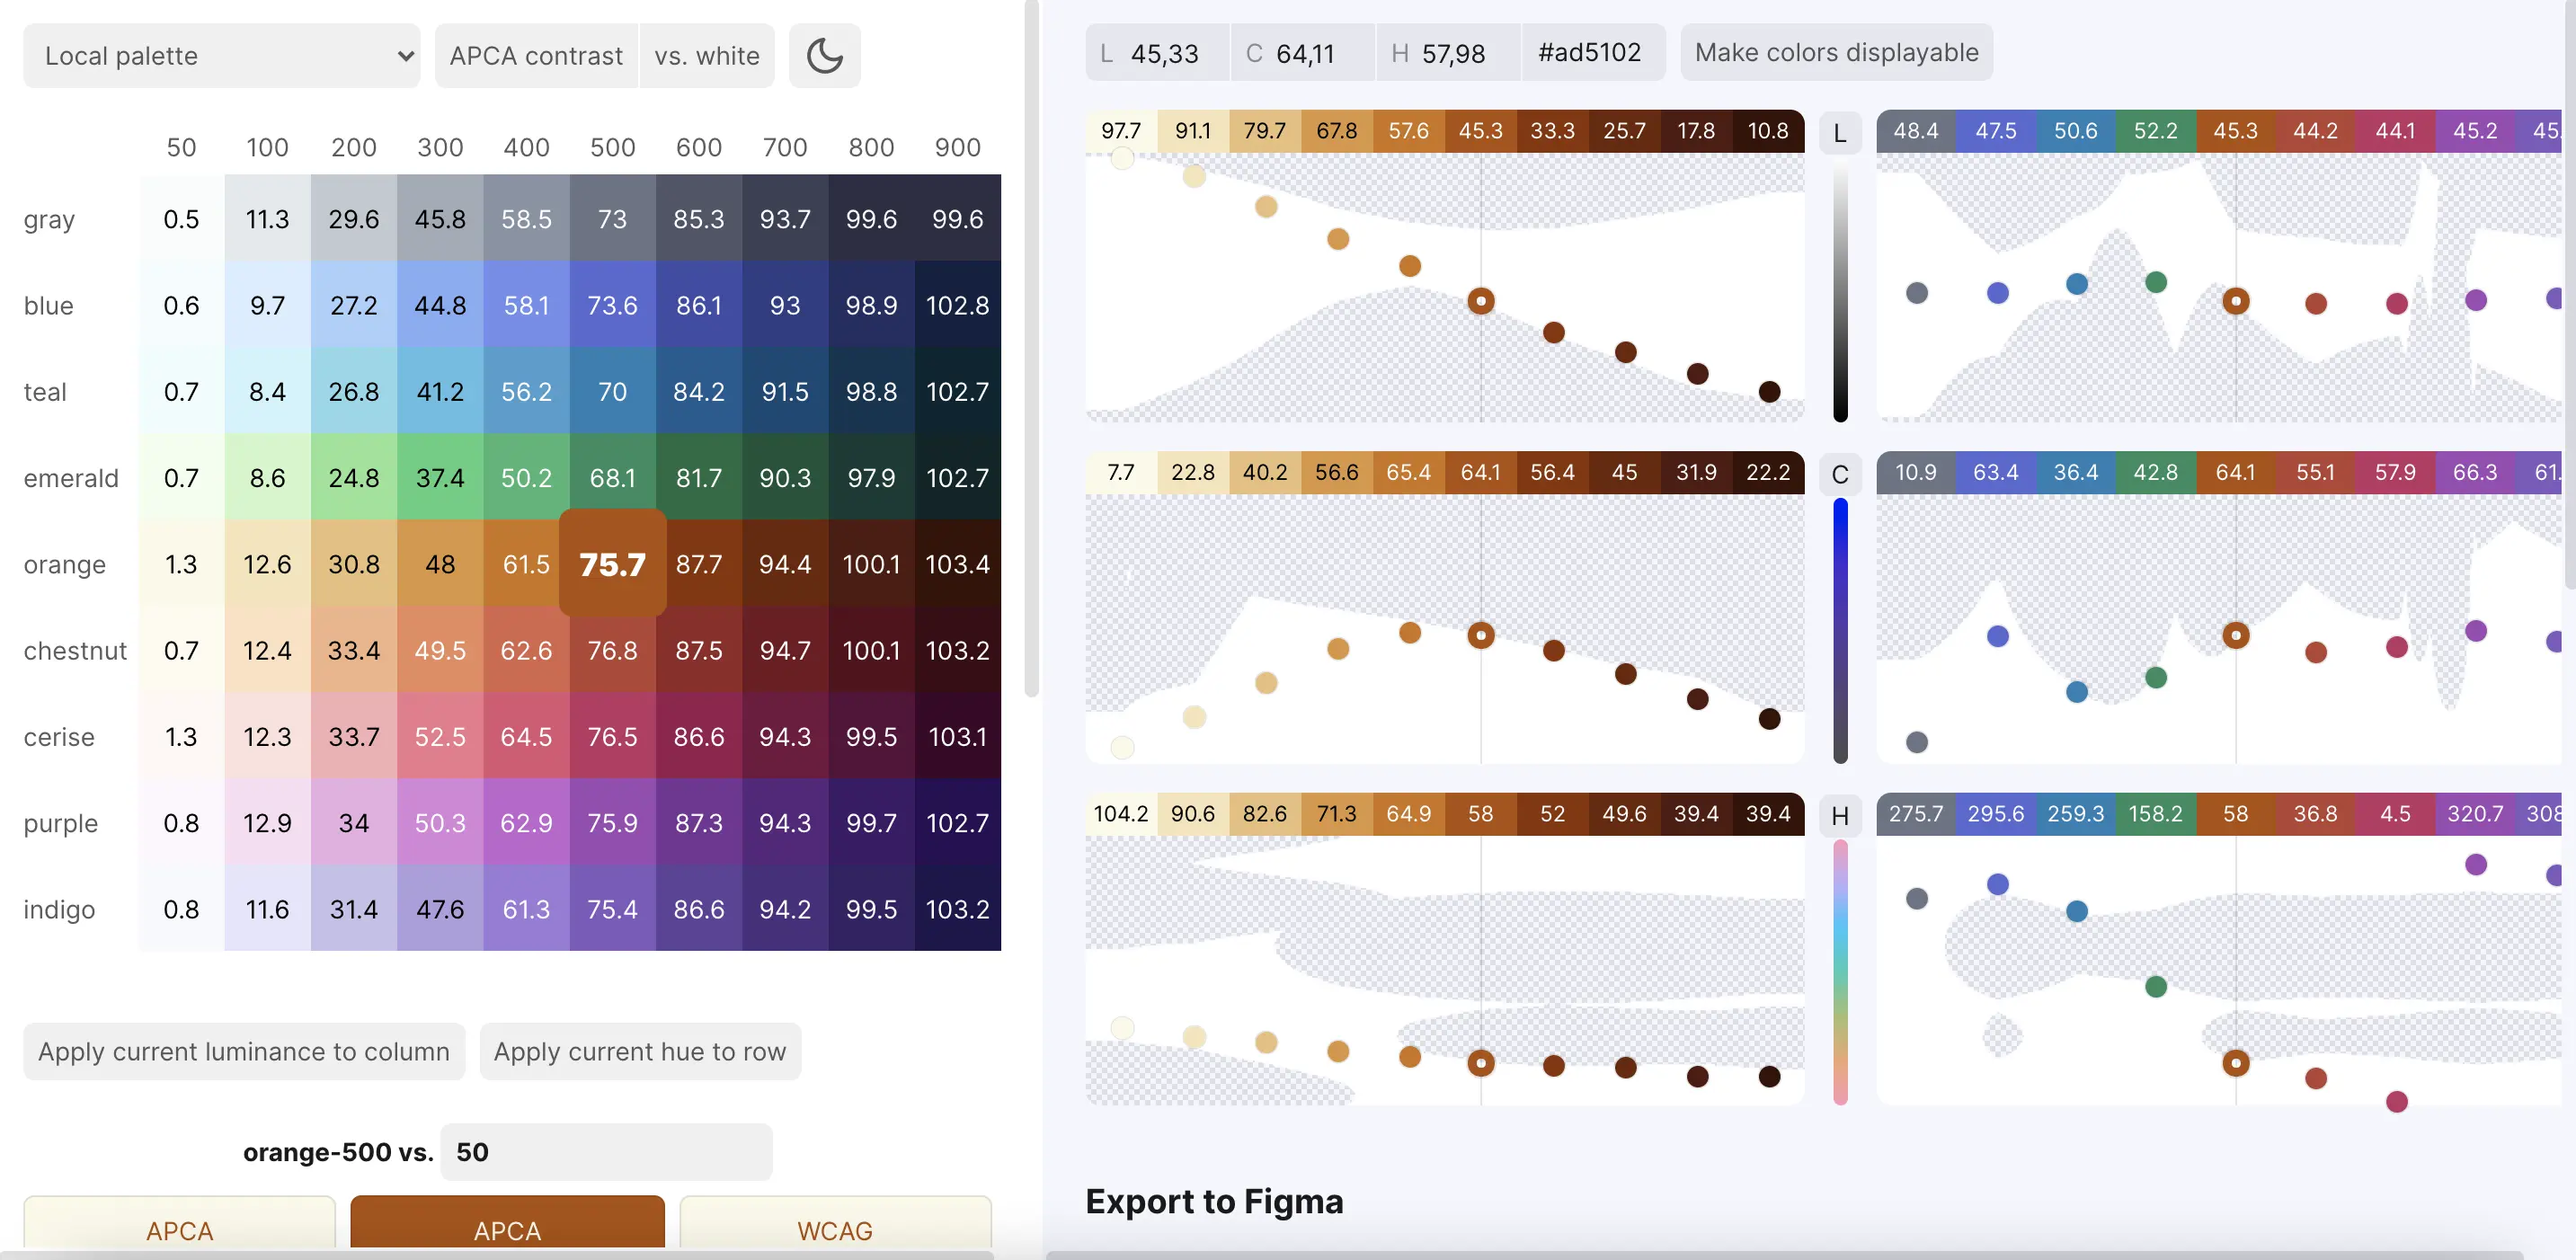 Local palette
APCA contrast
vs. white
50 100 200 300 400 500 600 700 800 900
gray 0.5 11.3 29.6 45.8 58.5 73 85.3 93.7 99.6 99.6
blue 0.6 9.7 27.2 44.8 58.1 73.6 86.1 93 98.9 102.8
teal 0.7 8.4 26.8 41.2 56.2 70 84.2 91.5 98.8 102.7
emerald 0.7 8.6 24.8 37.4 50.2 68.1 81.7 90.3 97.9 102.7
orange 1.3 12.6 30.8 48 61.5 75.7 87.7 94.4 100.1 103.4
chestnut 0.7 12.4 33.4 49.5 62.6 76.8 87.5 94.7 100.1 103.2
cerise 1.3 12.3 33.7 52.5 64.5 76.5 86.6 94.3 99.5 103.1
purple 0.8 12.9 34 50.3 62.9 75.9 87.3 94.3 99.7 102.7
indigo 0.8 11.6 31.4 47.6 61.3 75.4 86.6 94.2 99.5 103.2
Apply current luminance to column
Apply current hue to row
orange-500 vs. 50
APCA
APCA
WCAG
L 45,33 C 64,11 H 57,98 #ad5102
Make colors displayable
97.7 91.1 79.7 67.8 57.6 45.3 33.3 25.7 17.8 10.8
L
48.4 47.5 50.6 52.2 45.3 44.2 44.1 45.2 45.
7.7 22.8 40.2 56.6 65.4 64.1 56.4 45 31.9 22.2
C
10.9 63.4 36.4 42.8 64.1 55.1 57.9 66.3 61.
104.2 90.6 82.6 71.3 64.9 58 52 49.6 39.4 39.4
H
275.7 295.6 259.3 158.2 58 36.8 4.5 320.7 308
Export to Figma